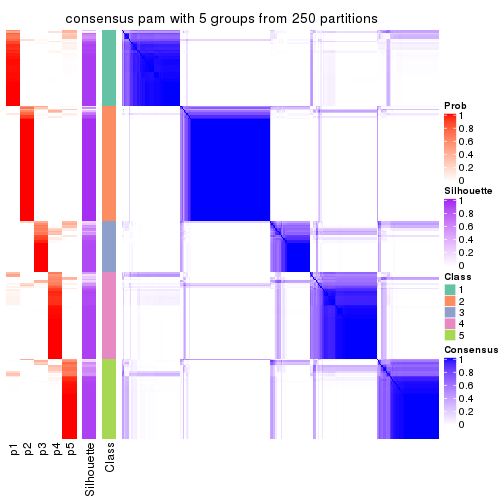 consensus pam with 5 groups from 250 partitions
Prob
1
0.8
0.6
0.4
0.2
0
Silhouette
1
0.8
0.6
0.4
0.2
0
Class
1
2
3
4
5
Consensus
1
0.8
0.6
0.4
0.2
0
p1
p2
p3
p4
p5
Silhouette
Class